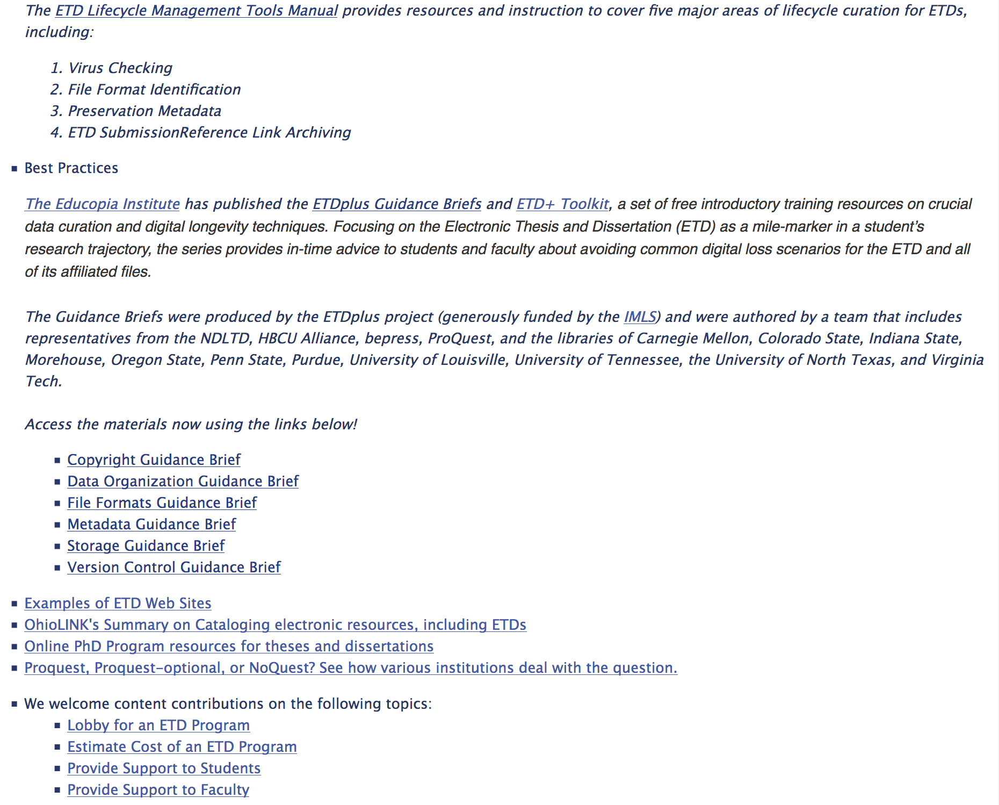 The ETD Lifecycle Management Tools Manual provides resources and instruction to cover five major areas of lifecycle curation for ETDs,
including:
1. Virus Checking
2. File Format Identification
3. Preservation Metadata
4. ETD SubmissionReference Link Archiving
▪ Best Practices
The Educopia Institute has published the ETDplus Guidance Briefs and ETD+ Toolkit, a set of free introductory training resources on crucial
data curation and digital longevity techniques. Focusing on the Electronic Thesis and Dissertation (ETD) as a mile-marker in a student’s
research trajectory, the series provides in-time advice to students and faculty about avoiding common digital loss scenarios for the ETD and all
of its affiliated files.
The Guidance Briefs were produced by the ETDplus project (generously funded by the IMLS) and were authored by a team that includes
representatives from the NDLTD, HBCU Alliance, bepress, ProQuest, and the libraries of Carnegie Mellon, Colorado State, Indiana State,
Morehouse, Oregon State, Penn State, Purdue, University of Louisville, University of Tennessee, the University of North Texas, and Virginia
Tech.
Access the materials now using the links below!
▪ Copyright Guidance Brief
▪ Data Organization Guidance Brief
▪ File Formats Guidance Brief
▪ Metadata Guidance Brief
▪ Storage Guidance Brief
▪ Version Control Guidance Brief
▪ Examples of ETD Web Sites
▪ OhioLINK's Summary on Cataloging electronic resources, including ETDs
▪ Online PhD Program resources for theses and dissertations
▪ Proquest, Proquest-optional, or NoQuest? See how various institutions deal with the question.
▪ We welcome content contributions on the following topics:
▪ Lobby for an ETD Program
▪ Estimate Cost of an ETD Program
▪ Provide Support to Students
▪ Provide Support to Faculty